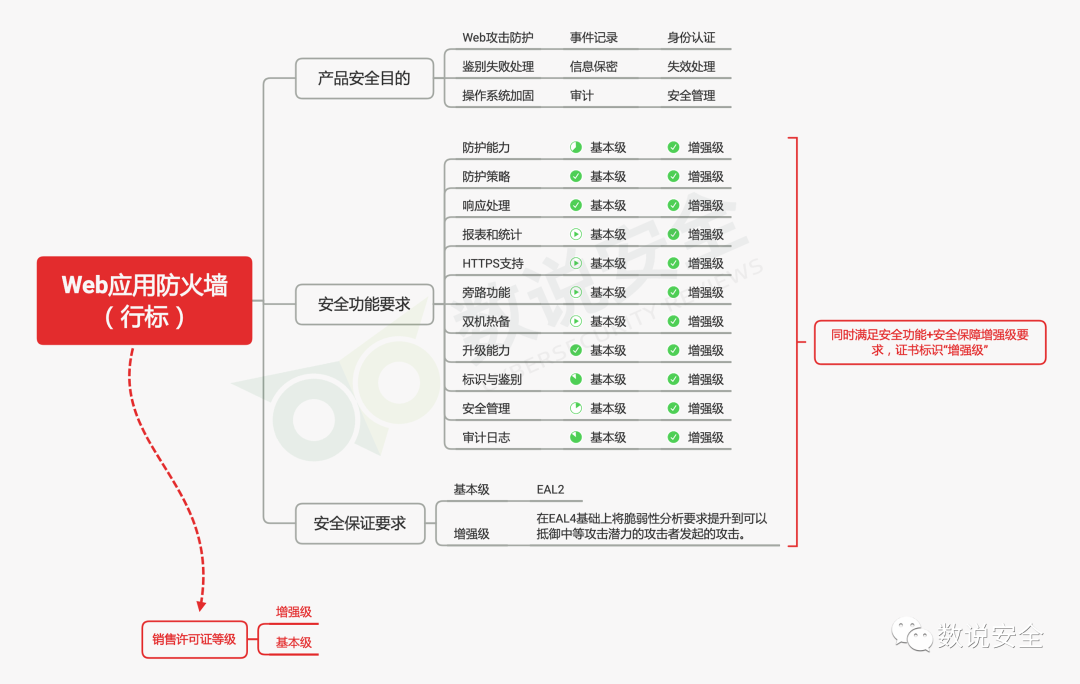 Web应用防火墙
（行标）
产品安全目的
Web攻击防护 事件记录 身份认证
鉴别失败处理 信息保密 失效处理
操作系统加固 审计 安全管理
安全功能要求
防护能力 基本级 增强级
防护策略 基本级 增强级
响应处理 基本级 增强级
报表和统计 基本级 增强级
HTTPS支持 基本级 增强级
旁路功能 基本级 增强级
双机热备 基本级 增强级
升级能力 基本级 增强级
标识与鉴别 基本级 增强级
安全管理 基本级 增强级
审计日志 基本级 增强级
同时满足安全功能+安全保障增强级要
求，证书标识“增强级”
安全保证要求
基本级 EAL2
增强级 在EAL4基础上将脆弱性分析要求提升到可以
抵御中等攻击潜力的攻击者发起的攻击。
销售许可证等级
增强级
基本级
数说安全
数说安全